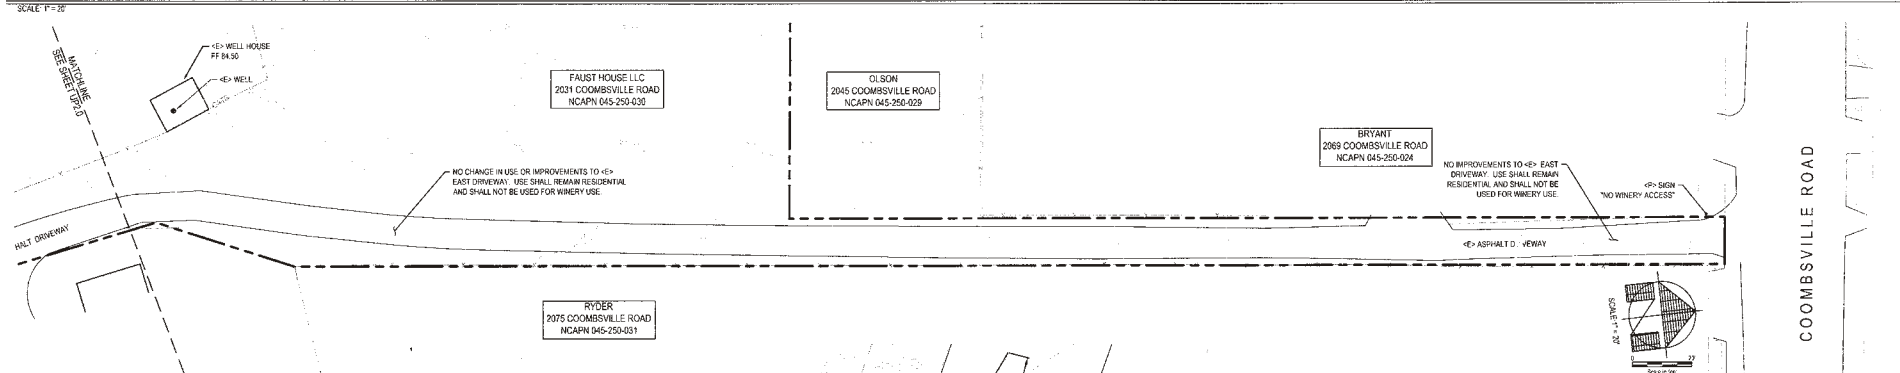 SCALE: 1" = 20'
MATCHLINE
SEE SHEET UP2.0
<E> WELL HOUSE
FF 84.50
<E> WELL
FAUST HOUSE LLC
2031 COOMBSVILLE ROAD
NCAPN 045-250-030
OLSON
2045 COOMBSVILLE ROAD
NCAPN 045-250-029
BRYANT
2069 COOMBSVILLE ROAD
NCAPN 045-250-024
NO CHANGE IN USE OR IMPROVEMENTS TO <E>
EAST DRIVEWAY. USE SHALL REMAIN RESIDENTIAL
AND SHALL NOT BE USED FOR WINERY USE.
NO IMPROVEMENTS TO <E> EAST
DRIVEWAY. USE SHALL REMAIN
RESIDENTIAL AND SHALL NOT BE
USED FOR WINERY USE.
<P> SIGN
"NO WINERY ACCESS"
HALT DRIVEWAY
<E> ASPHALT D VEWAY
RYDER
2075 COOMBSVILLE ROAD
NCAPN 045-250-031
SCALE: 1" = 20'
0 20'
COOMBSVILLE ROAD